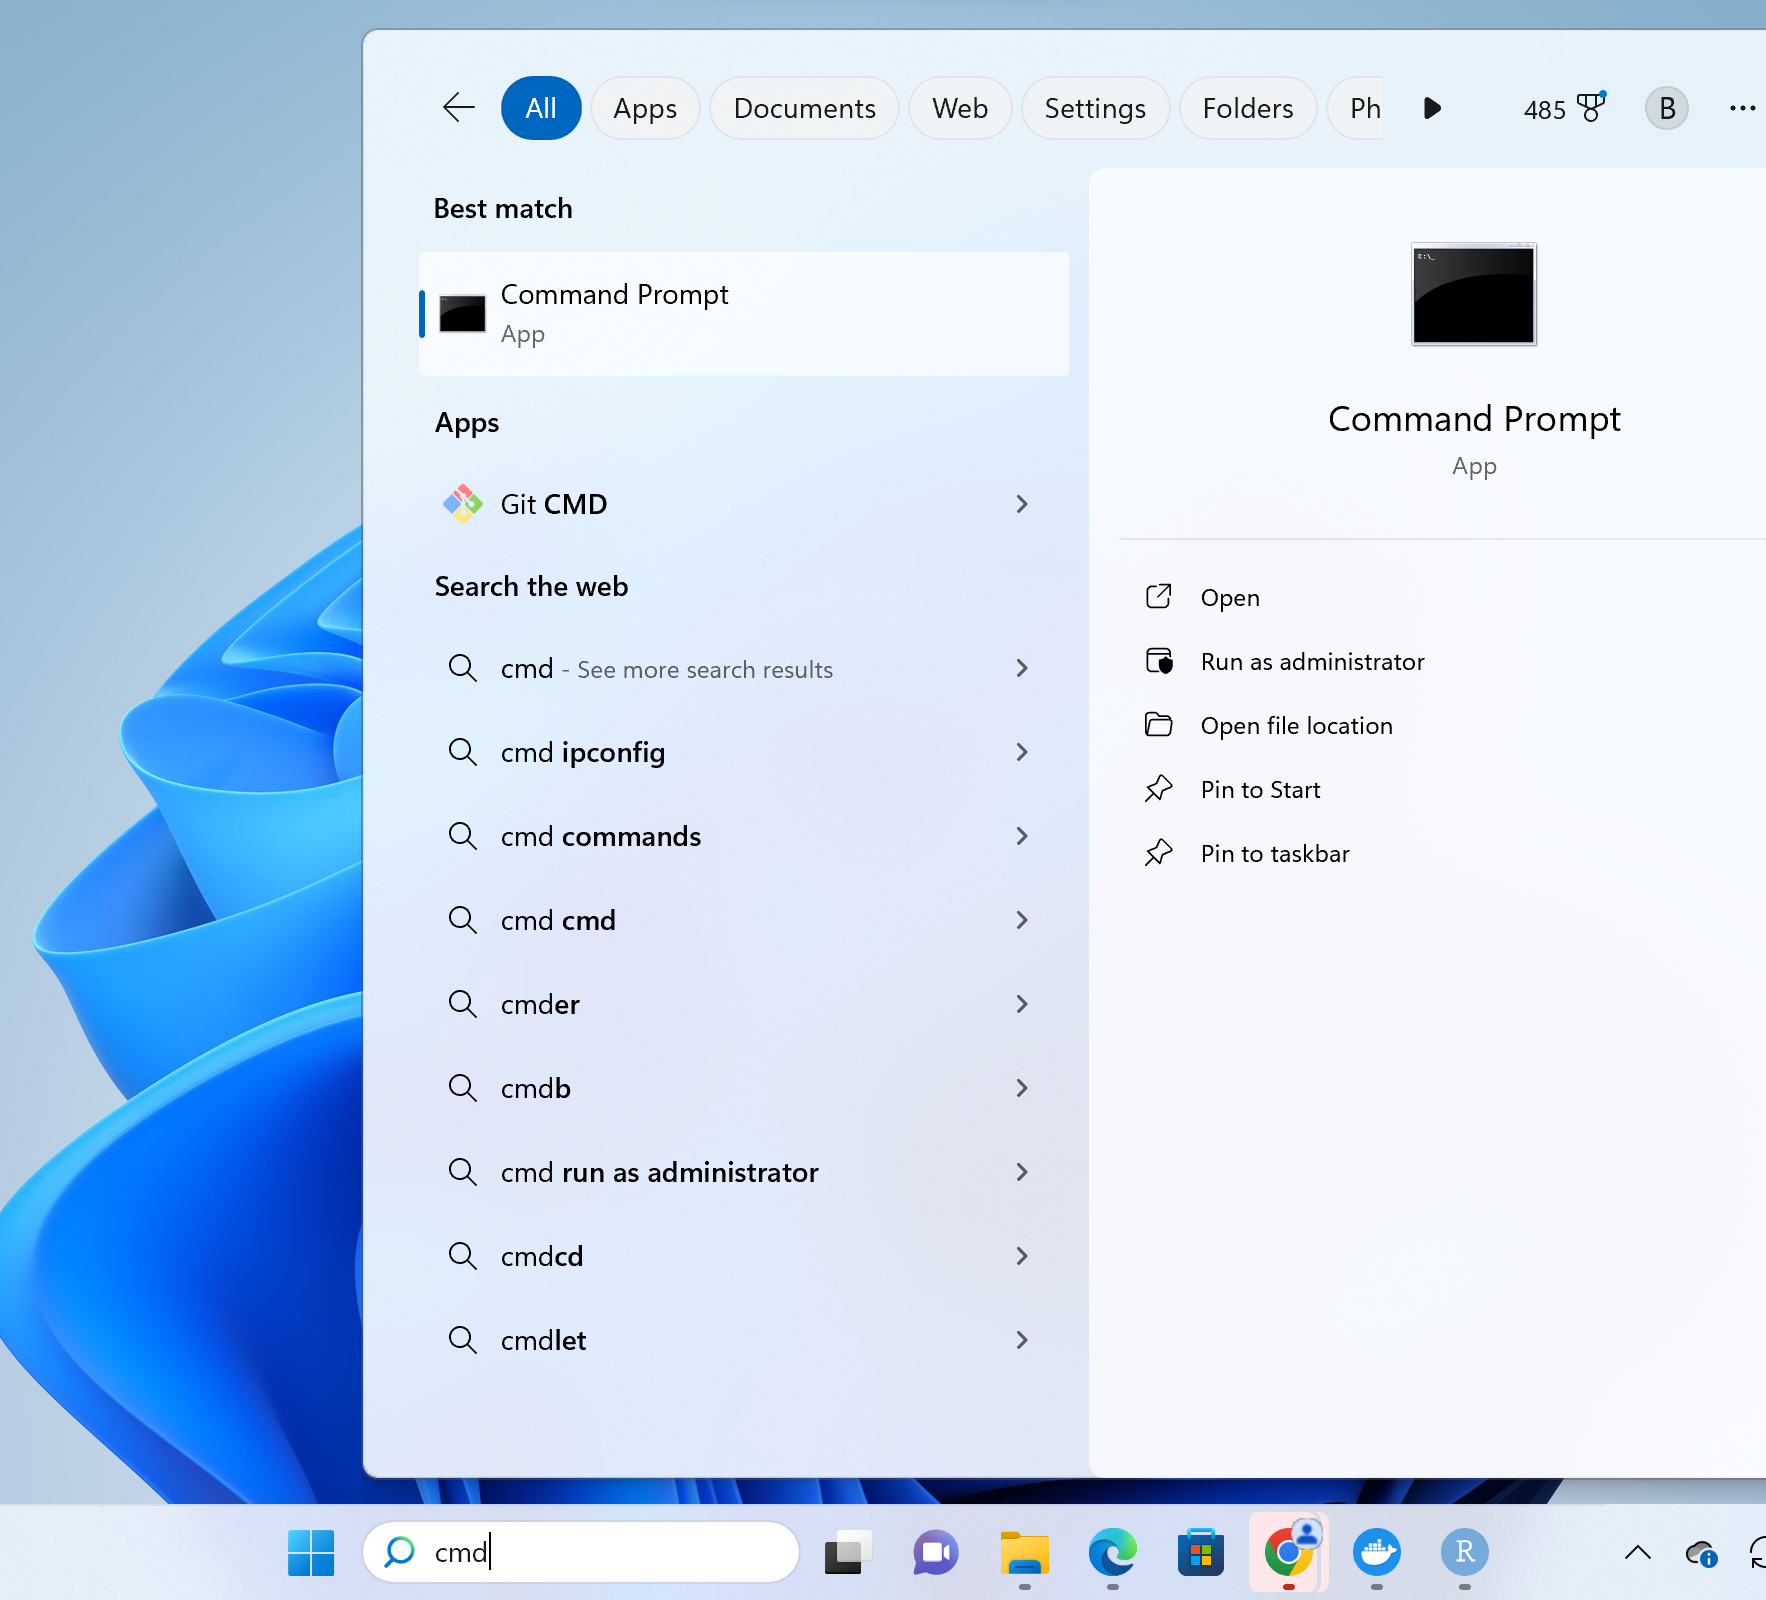 All Apps Documents Web Settings Folders Ph 485 B
Best match
Command Prompt
App
Apps
Git CMD
Search the web
cmd - See more search results
cmd ipconfig
cmd commands
cmd cmd
cmder
cmdb
cmd run as administrator
cmdcd
cmdlet
C:\_
Command Prompt
App
Open
Run as administrator
Open file location
Pin to Start
Pin to taskbar
cmd
R